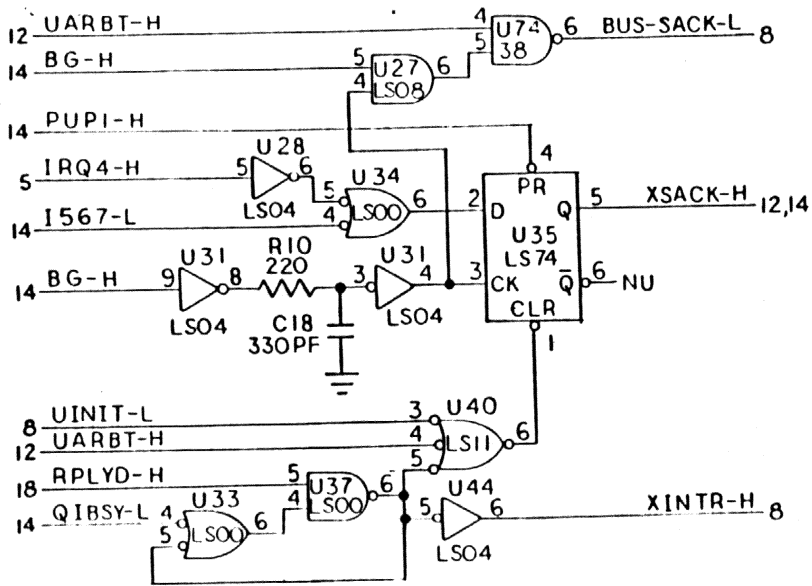 UARBT-H
12
4
U74
38
5
6
BUS-SACK-L
8
BG-H
14
5
U27
4
LS08
6
PUPI-H
14
4
U28
IRQ4-H
5
5
6
LS04
U34
5
4
LS00
6
I567-L
14
2
D
PR
Q
5
XSACK-H
12,14
U35
LS74
3
CK
Q
6
NU
CLR
1
BG-H
14
U31
9
8
LS04
R10
220
U31
3
4
LS04
C18
330PF
UINIT-L
8
3
U40
UARBT-H
12
4
LS11
6
5
RPLYD-H
18
5
U37
4
LS00
6
QIBSY-L
14
U33
4
5
LS00
6
U44
5
6
LS04
XINTR-H
8